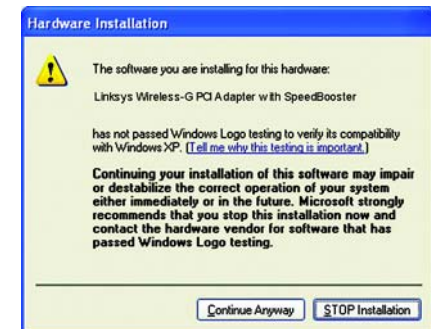 Hardware Installation
The software you are installing for this hardware:
Linksys Wireless-G PCI Adapter with SpeedBooster
has not passed Windows Logo testing to verify its compatibility
with Windows XP. (Tell me why this testing is important.)
Continuing your installation of this software may impair
or destabilize the correct operation of your system
either immediately or in the future. Microsoft strongly
recommends that you stop this installation now and
contact the hardware vendor for software that has
passed Windows Logo testing.
Continue Anyway
STOP Installation